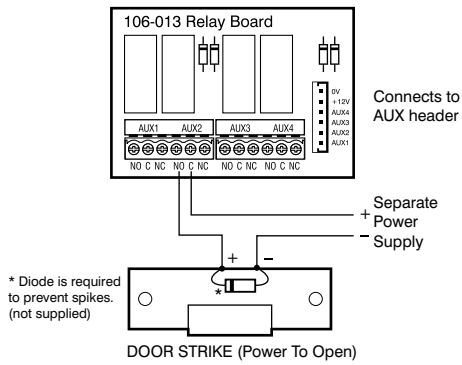 106-013 Relay Board
0V
+12V
AUX4
AUX3
AUX2
AUX1
Connects to
AUX header
AUX1 AUX2 AUX3 AUX4
NO C NC NO C NC NO C NC NO C NC
+ Separate
Power
– Supply
+ –
* Diode is required
to prevent spikes.
(not supplied)
*
DOOR STRIKE (Power To Open)